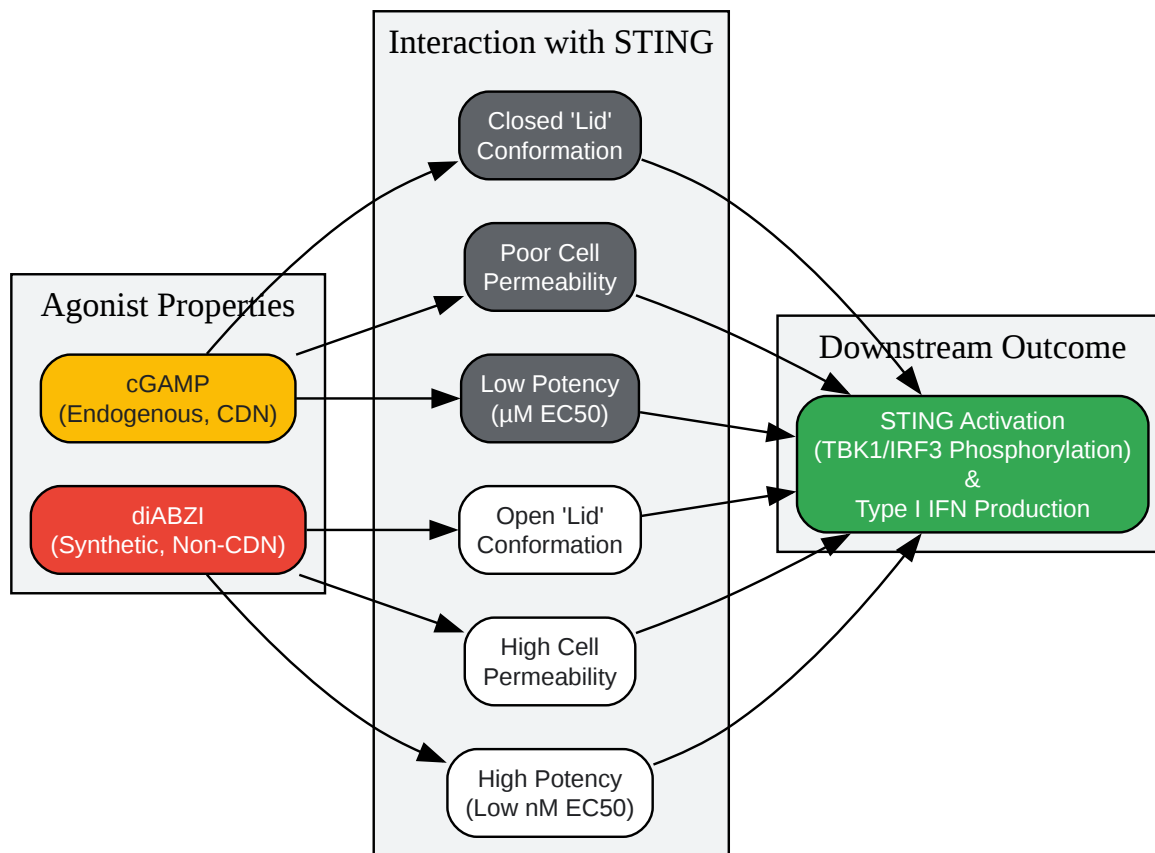 Agonist Properties
cGAMP
(Endogenous, CDN)
diABZI
(Synthetic, Non-CDN)
Interaction with STING
Closed 'Lid'
Conformation
Poor Cell
Permeability
Low Potency
(µM EC50)
Open 'Lid'
Conformation
High Cell
Permeability
High Potency
(Low nM EC50)
Downstream Outcome
STING Activation
(TBK1/IRF3 Phosphorylation)
&
Type I IFN Production